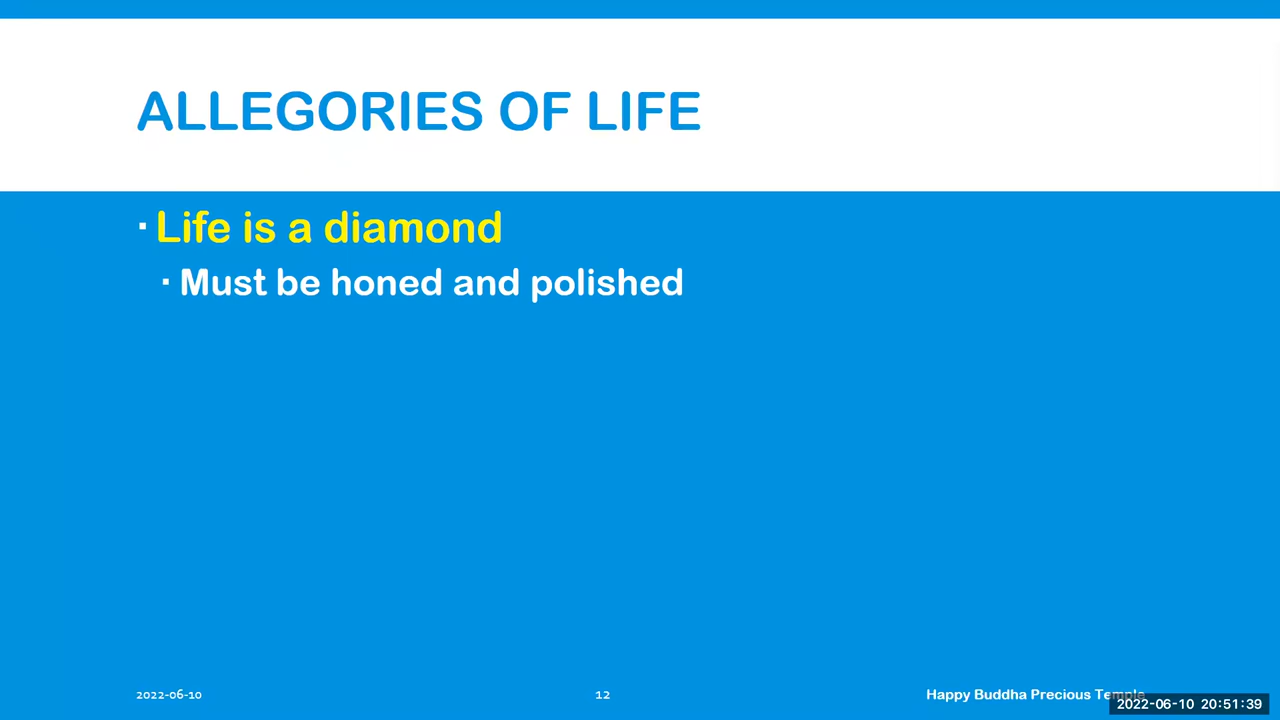 ALLEGORIES OF LIFE
▪ Life is a diamond
▪ Must be honed and polished
2022-06-10
12
Happy Buddha Precious Temple
2022-06-10 20:51:39